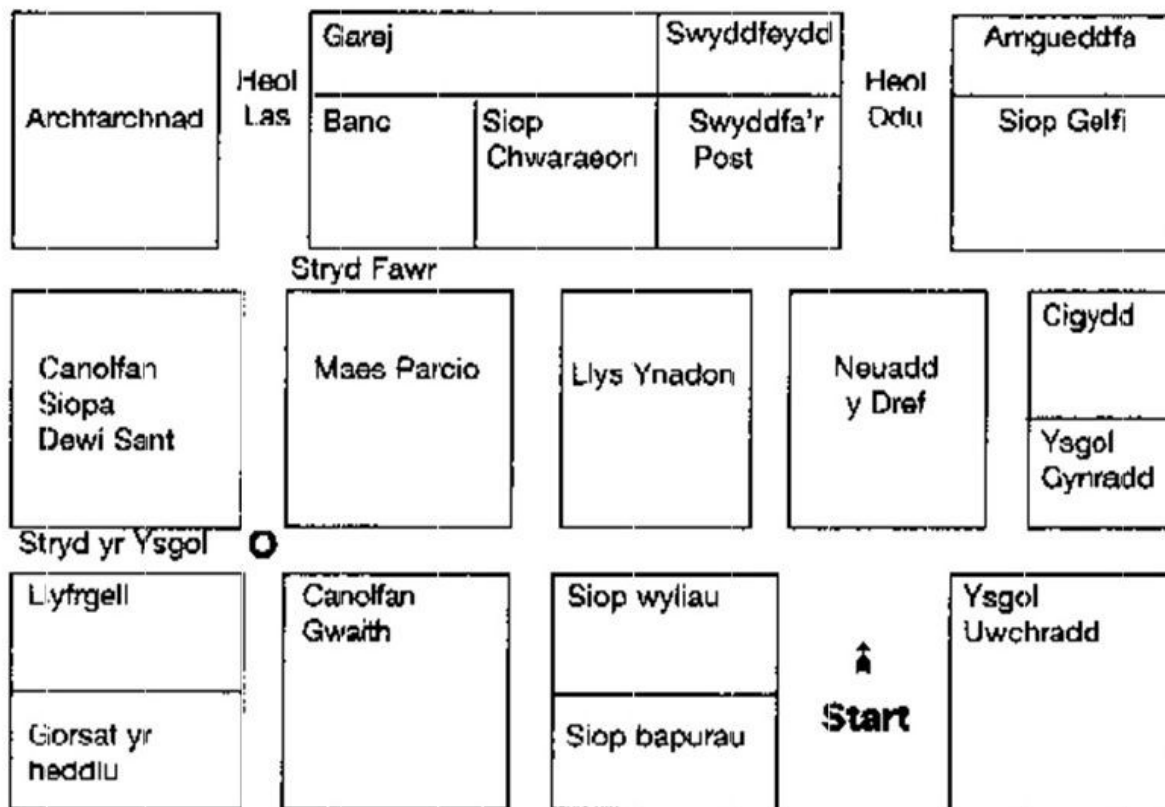 Archfarchnad
Heol
Las
Garej
Swyddfeydd
Banc
Siop
Chwaraeon
Swyddfa'r
Post
Heol
Ddu
Amgueddfa
Siop Gelfi
Stryd Fawr
Canolfan
Siopa
Dewi Sant
Maes Parcio
Llys Ynadon
Neuadd
y Dref
Cigydd
Ysgol
Gynradd
Stryd yr Ysgol
Llyfrgell
Gorsaf yr
heddlu
Canolfan
Gwaith
Siop wyliau
Siop bapurau
Start
Ysgol
Uwchradd